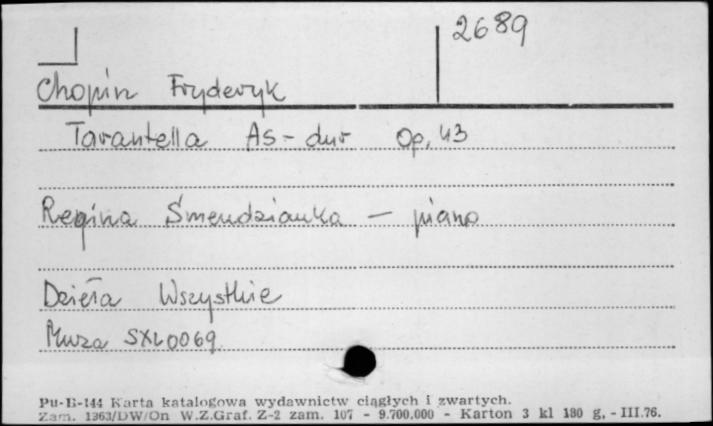 2689
Chopin Fryderyk
Tarantella As-dur Op. 43
Regina Smendzianka - piano
Dzieła Wszystkie
Muza SXL0069
Pu-B-144 Karta katalogowa wydawnictw ciągłych i zwartych.
Zam. 1363/DW/On W.Z.Graf. Z-2 zam. 107 - 9.700.000 - Karton 3 kl 180 g. - III.76.